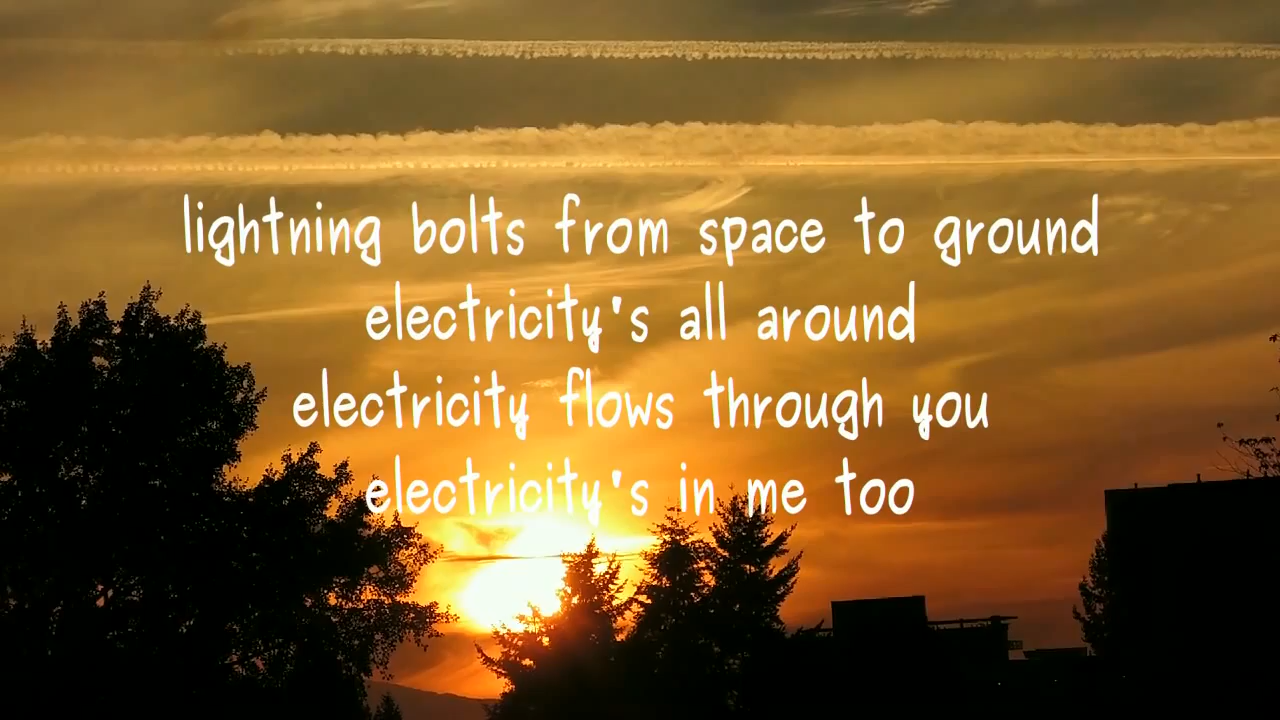 lightning bolts from space to ground
electricity's all around
electricity flows through you
electricity's in me too